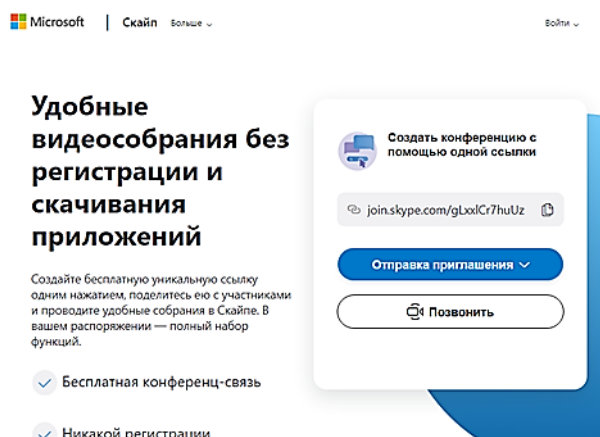 Microsoft | Скайп Больше Войти
Удобные
видеособрания без
регистрации и
скачивания
приложений
Создайте бесплатную уникальную ссылку
одним нажатием, поделитесь ею с участниками
и проводите удобные собрания в Скайпе. В
вашем распоряжении — полный набор
функций.
Бесплатная конференц-связь
Никакой регистрации
Создать конференцию с
помощью одной ссылки
join.skype.com/gLxxlCr7huUz
Отправка приглашения
Позвонить